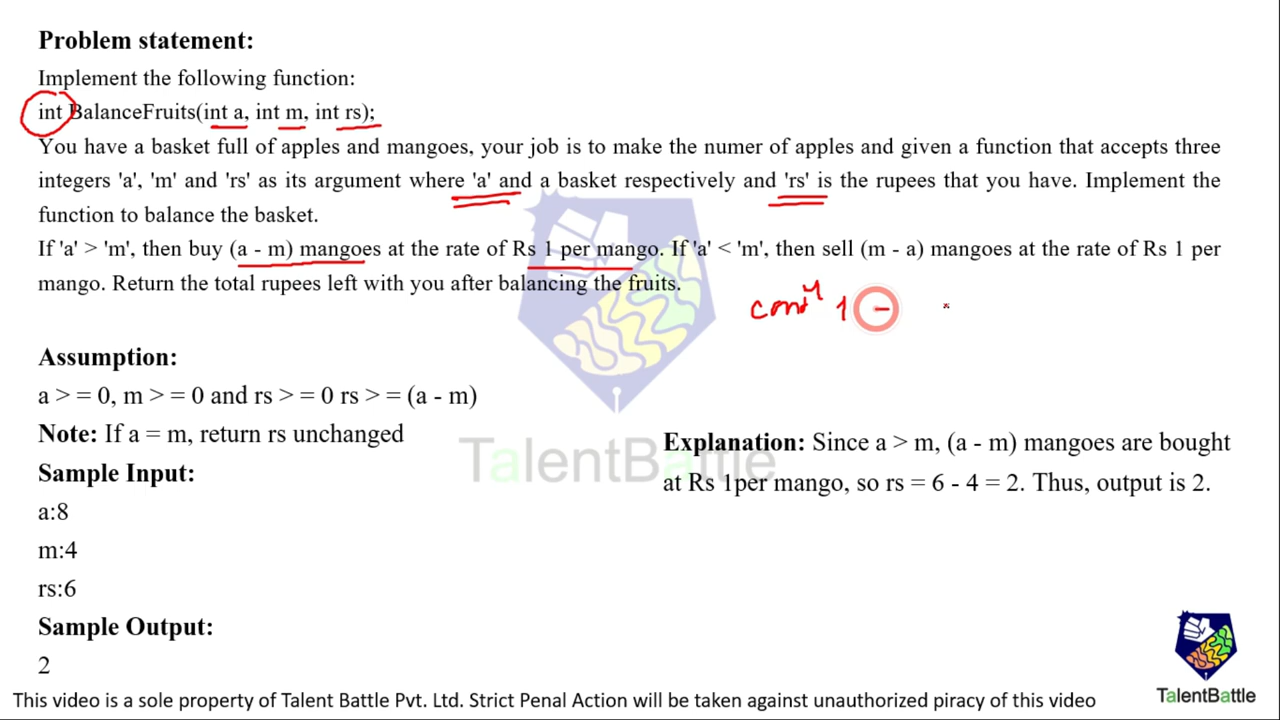 Problem statement:
Implement the following function:
int BalanceFruits(int a, int m, int rs);
You have a basket full of apples and mangoes, your job is to make the numer of apples and given a function that accepts three
integers 'a', 'm' and 'rs' as its argument where 'a' and a basket respectively and 'rs' is the rupees that you have. Implement the
function to balance the basket.
If 'a' > 'm', then buy (a - m) mangoes at the rate of Rs 1 per mango. If 'a' < 'm', then sell (m - a) mangoes at the rate of Rs 1 per
mango. Return the total rupees left with you after balancing the fruits.
condⁿ 1 -
Assumption:
a > = 0, m > = 0 and rs > = 0 rs > = (a - m)
Note: If a = m, return rs unchanged
Explanation: Since a > m, (a - m) mangoes are bought
at Rs 1per mango, so rs = 6 - 4 = 2. Thus, output is 2.
TalentBattle
Sample Input:
a:8
m:4
rs:6
Sample Output:
2
TalentBattle
This video is a sole property of Talent Battle Pvt. Ltd. Strict Penal Action will be taken against unauthorized piracy of this video